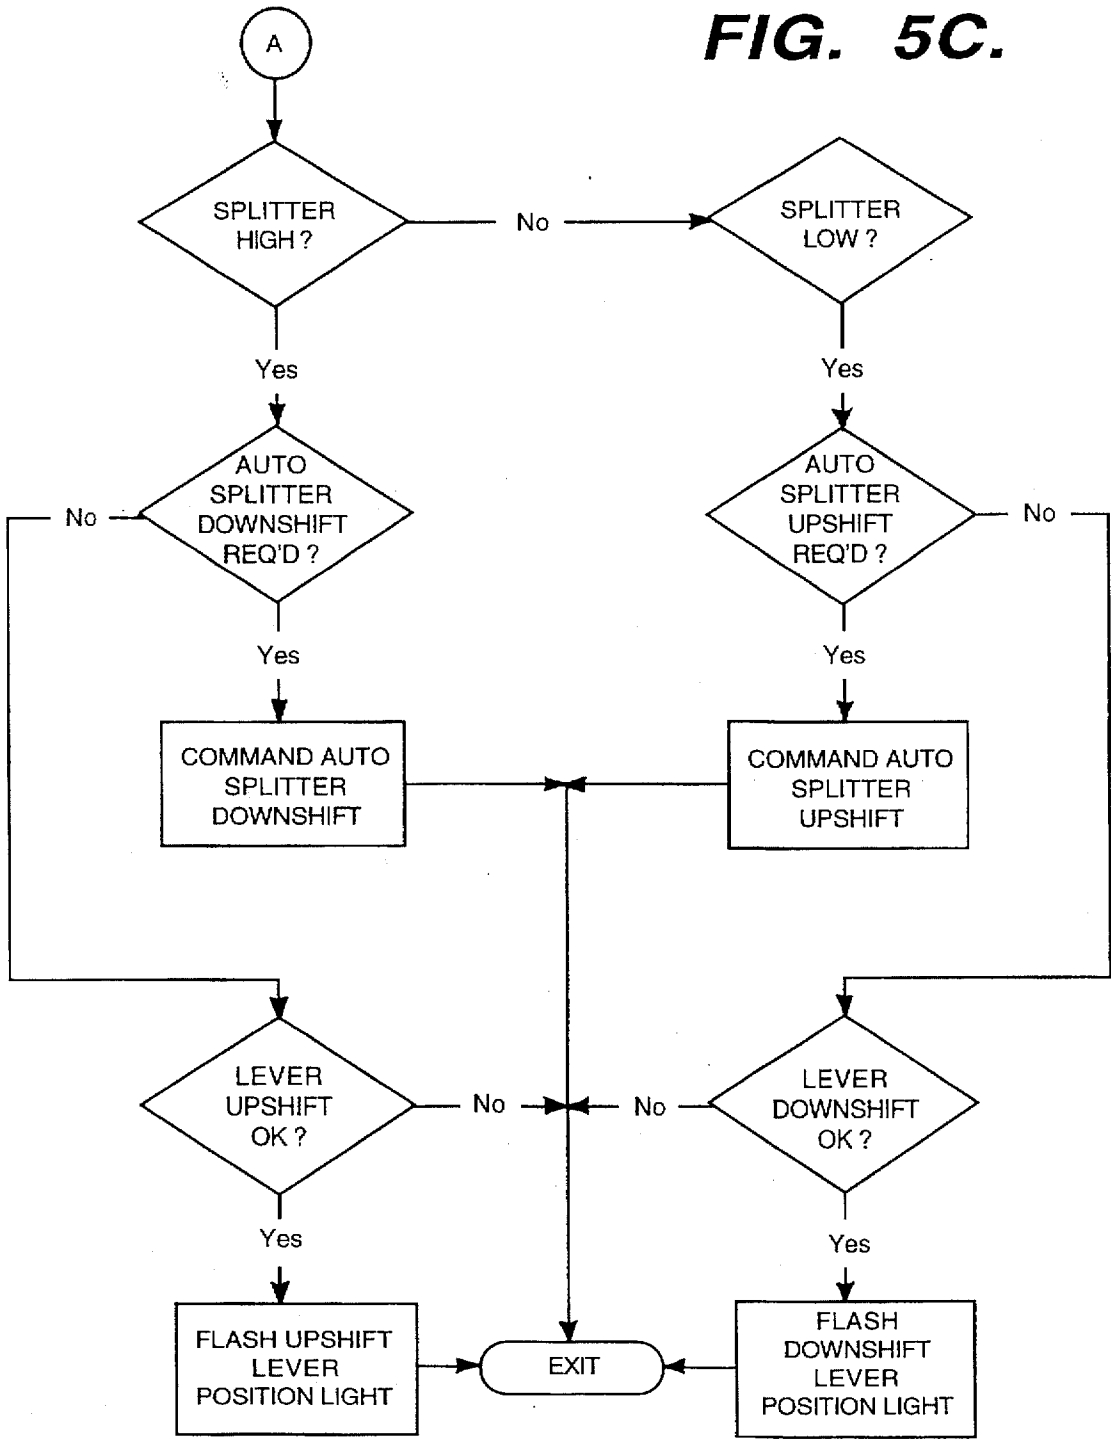 FIG. 5C.
A
SPLITTER
HIGH ?
No
SPLITTER
LOW ?
Yes
Yes
AUTO
SPLITTER
DOWNSHIFT
REQ'D ?
No
AUTO
SPLITTER
UPSHIFT
REQ'D ?
No
Yes
Yes
COMMAND AUTO
SPLITTER
DOWNSHIFT
COMMAND AUTO
SPLITTER
UPSHIFT
LEVER
UPSHIFT
OK ?
No
No
LEVER
DOWNSHIFT
OK ?
Yes
Yes
FLASH UPSHIFT
LEVER
POSITION LIGHT
EXIT
FLASH
DOWNSHIFT
LEVER
POSITION LIGHT